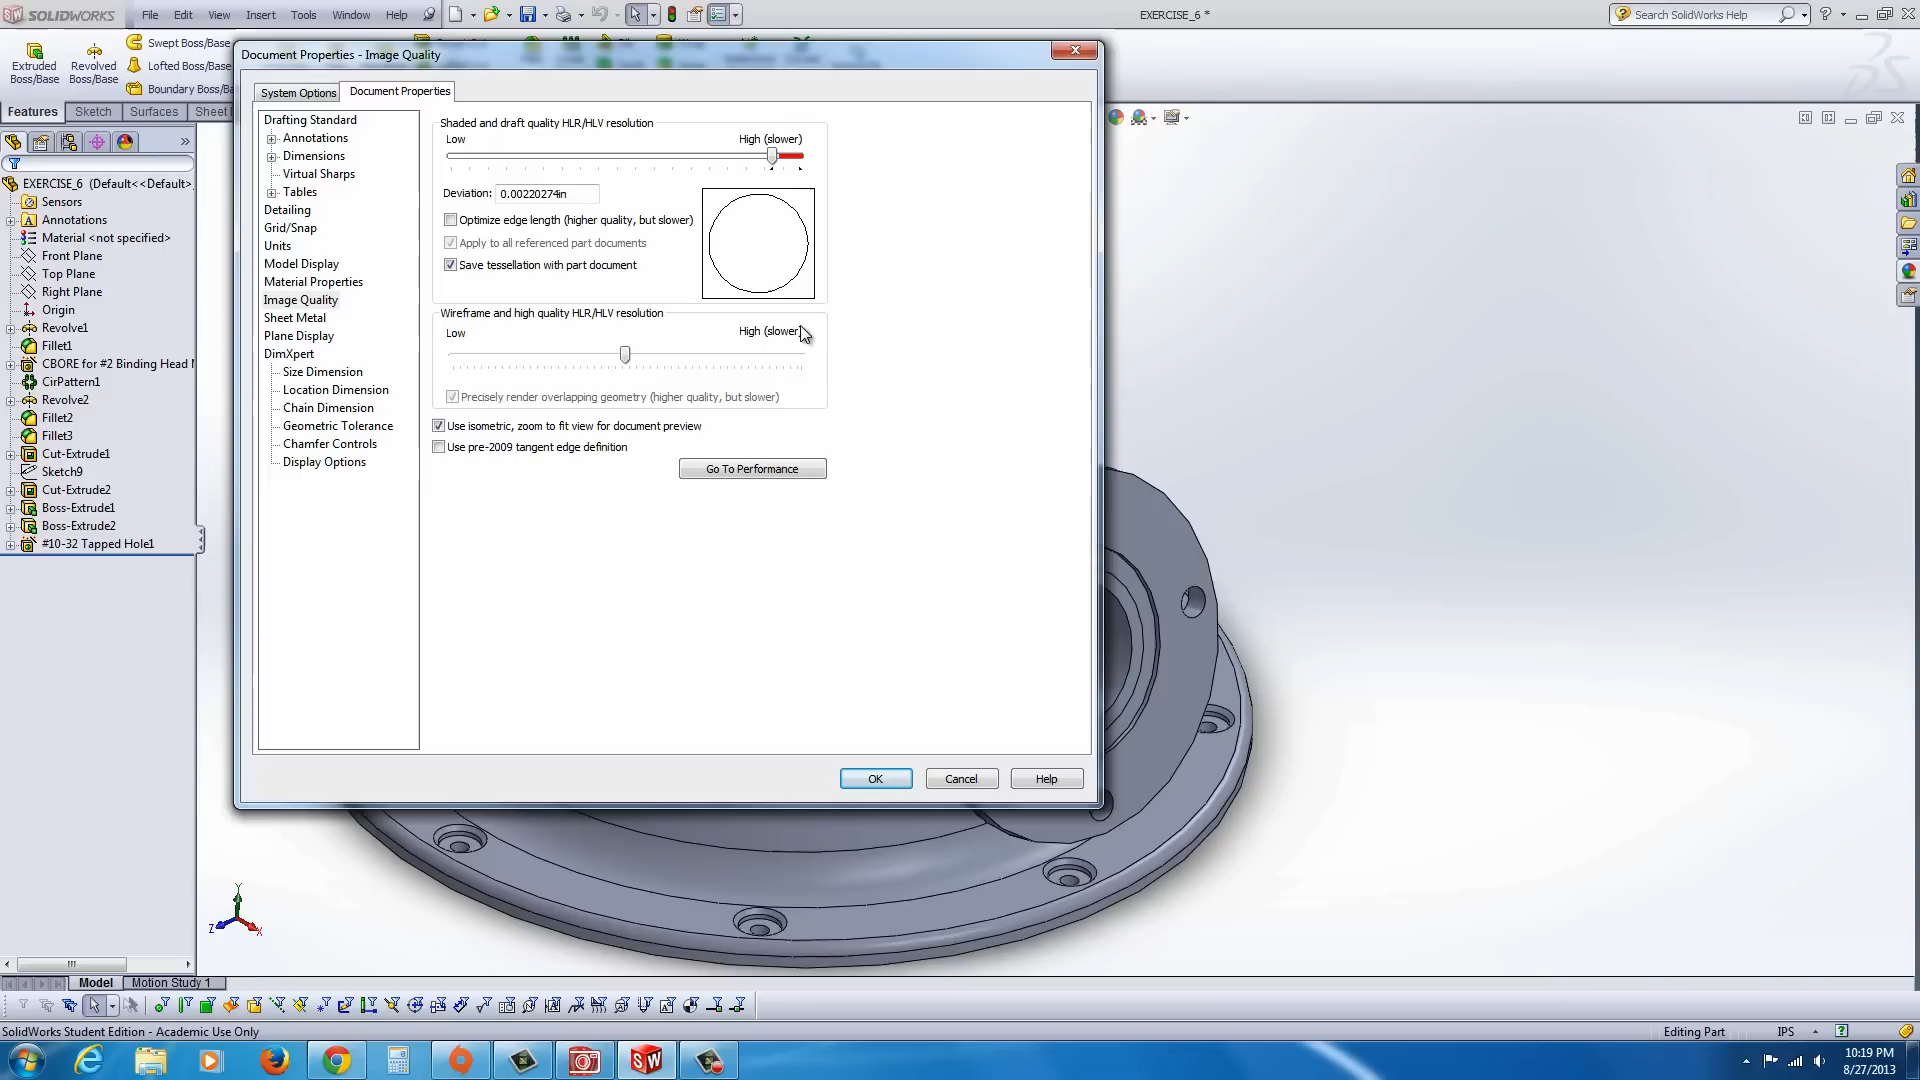 SOLIDWORKS File Edit View Insert Tools Window Help EXERCISE_6 * Search SolidWorks Help
Extruded Boss/Base
Revolved Boss/Base
Swept Boss/Base
Lofted Boss/Base
Boundary Boss/Base
Features Sketch Surfaces Sheet
EXERCISE_6 (Default<<Default>
Sensors
Annotations
Material <not specified>
Front Plane
Top Plane
Right Plane
Origin
Revolve1
Fillet1
CBORE for #2 Binding Head M
CirPattern1
Revolve2
Fillet2
Fillet3
Cut-Extrude1
Sketch9
Cut-Extrude2
Boss-Extrude1
Boss-Extrude2
#10-32 Tapped Hole1
Document Properties - Image Quality
System Options Document Properties
Drafting Standard
Annotations
Dimensions
Virtual Sharps
Tables
Detailing
Grid/Snap
Units
Model Display
Material Properties
Image Quality
Sheet Metal
Plane Display
DimXpert
Size Dimension
Location Dimension
Chain Dimension
Geometric Tolerance
Chamfer Controls
Display Options
Shaded and draft quality HLR/HLV resolution
Low High (slower)
Deviation: 0.00220274in
Optimize edge length (higher quality, but slower)
Apply to all referenced part documents
Save tessellation with part document
Wireframe and high quality HLR/HLV resolution
Low High (slower)
Precisely render overlapping geometry (higher quality, but slower)
Use isometric, zoom to fit view for document preview
Use pre-2009 tangent edge definition
Go To Performance
OK Cancel Help
Y
Z X
Model Motion Study 1
SolidWorks Student Edition - Academic Use Only Editing Part IPS
10:19 PM
8/27/2013